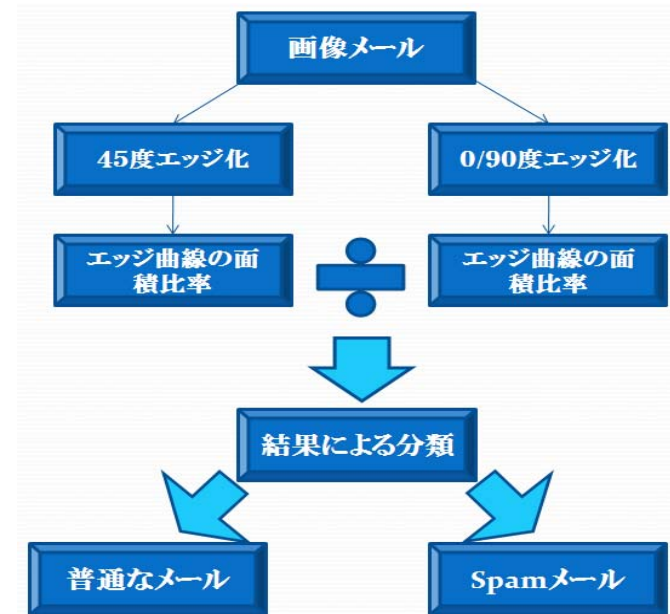 画像メール
45度エッジ化
0/90度エッジ化
エッジ曲線の面
積比率
エッジ曲線の面
積比率
結果による分類
普通なメール
Spamメール